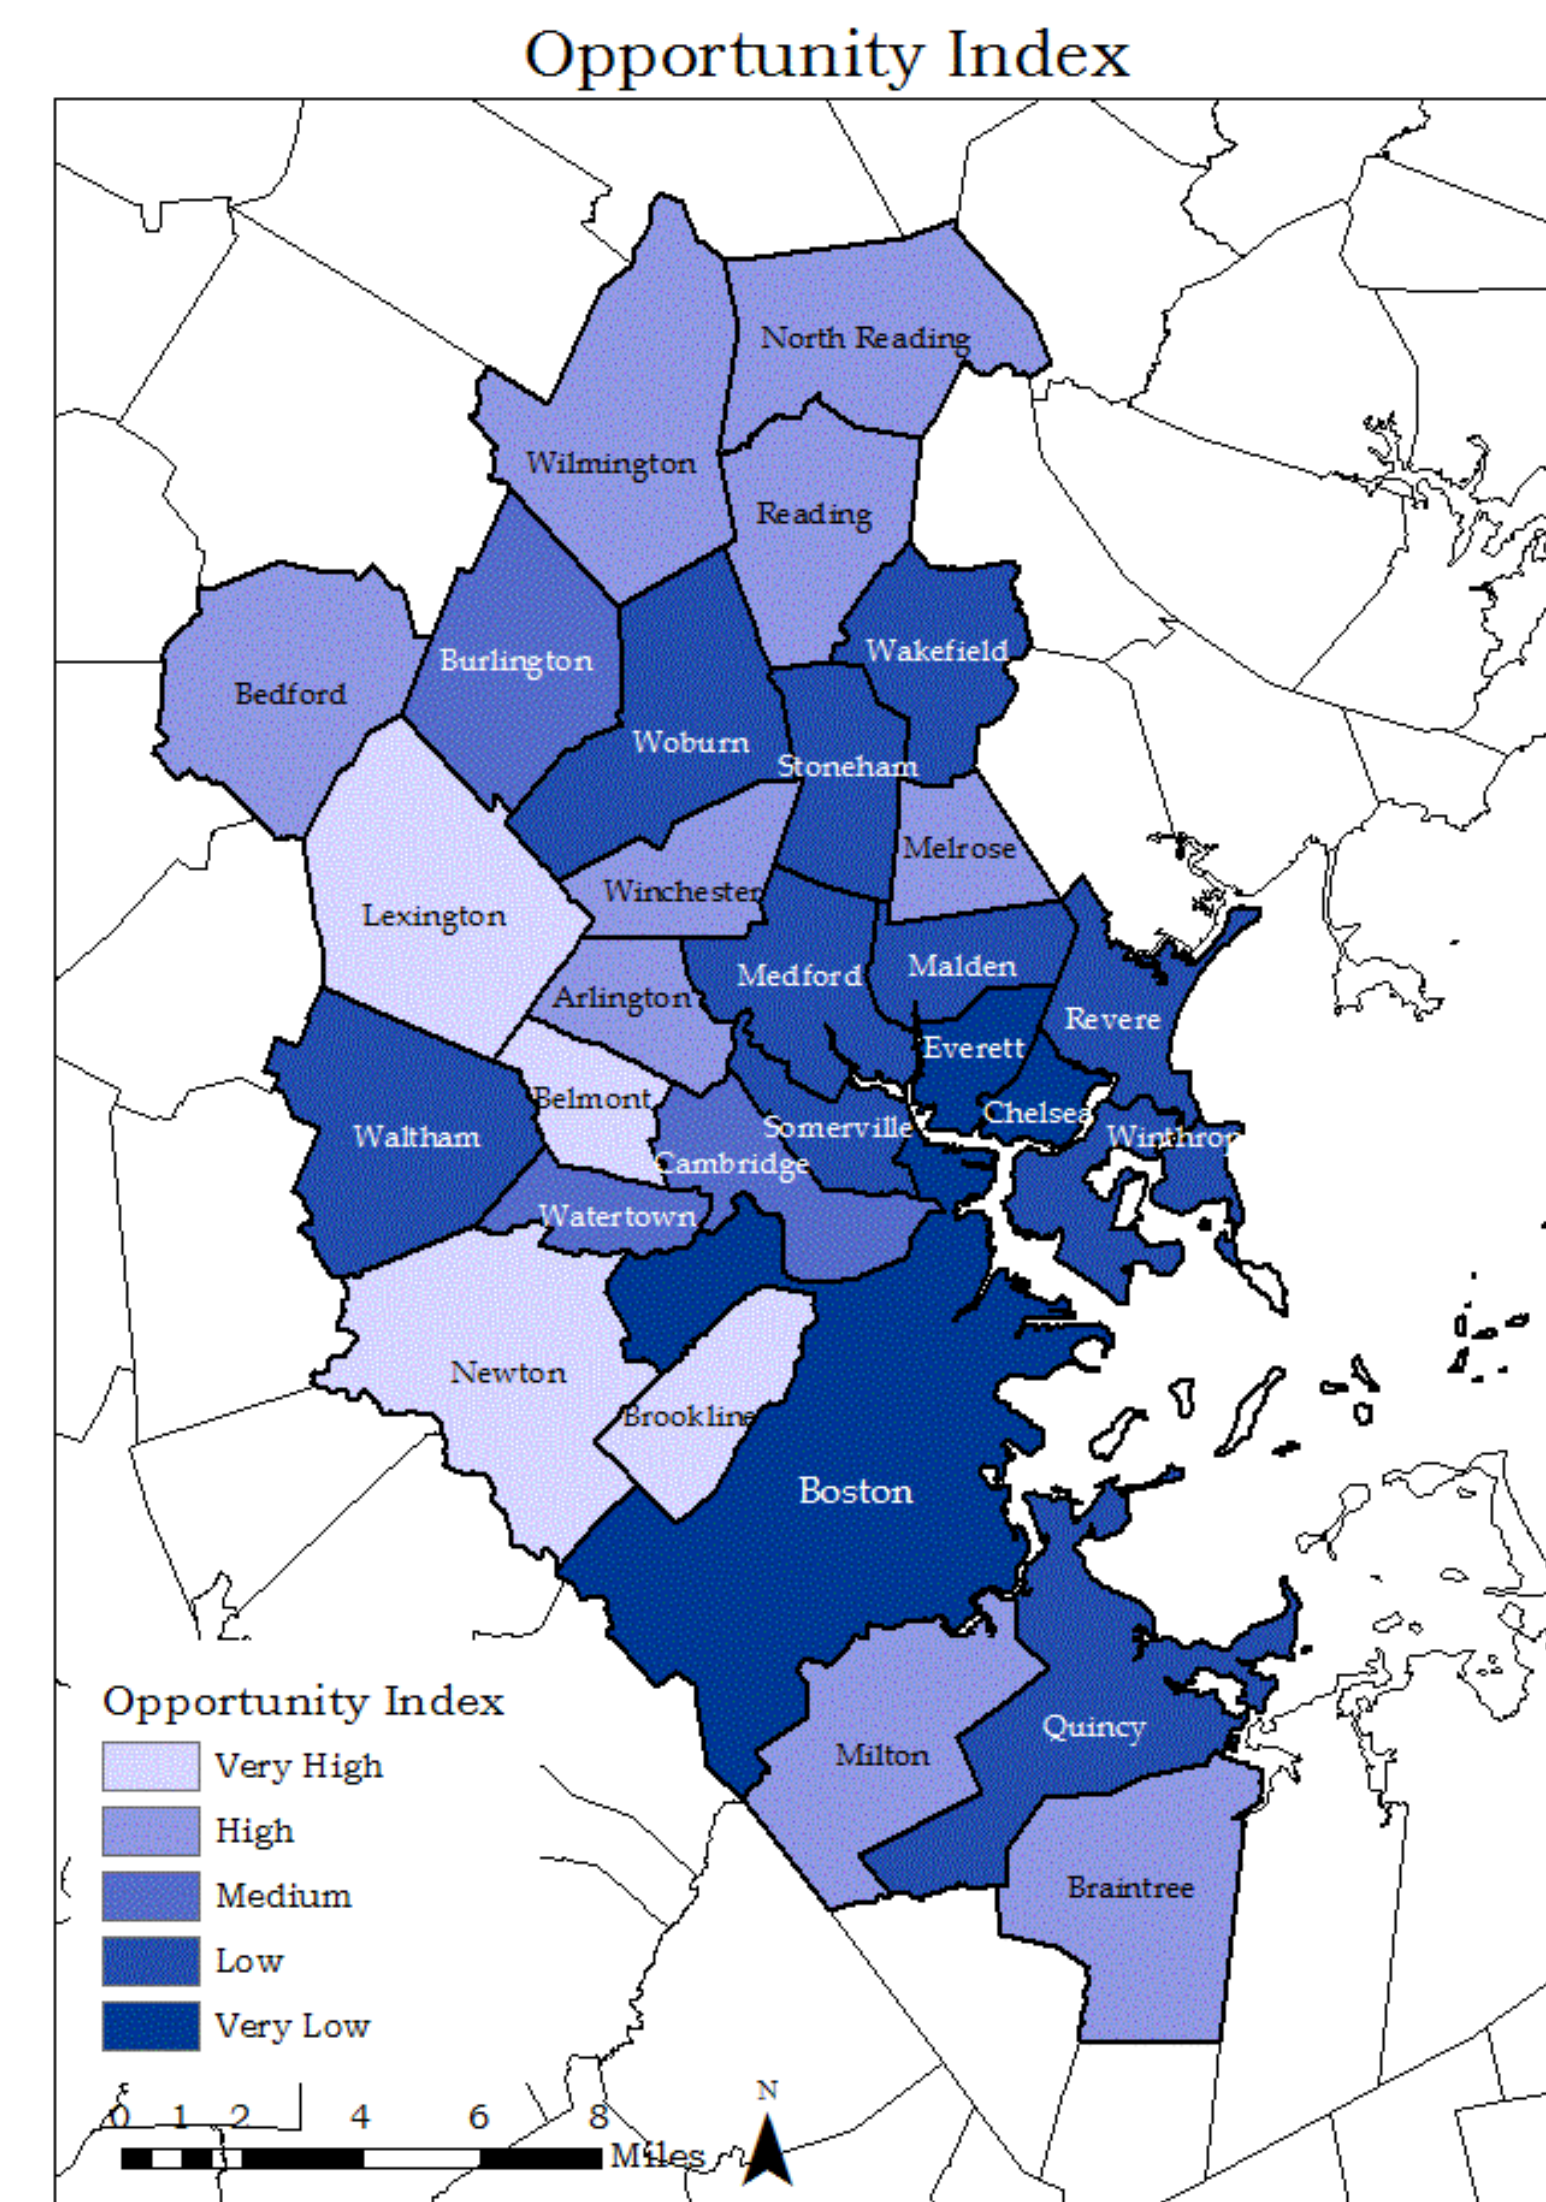 Opportunity Index
North Reading
Wilmington
Reading
Wakefield
Burlington
Bedford
Woburn
Stoneham
Melrose
Winchester
Lexington
Malden
Medford
Arlington
Revere
Everett
Belmont
Chelsea
Somerville
Waltham
Winthrop
Cambridge
Watertown
Newton
Brookline
Boston
Quincy
Milton
Braintree
Opportunity Index
Very High
High
Medium
Low
Very Low
N
0 1 2 4 6 8
Miles